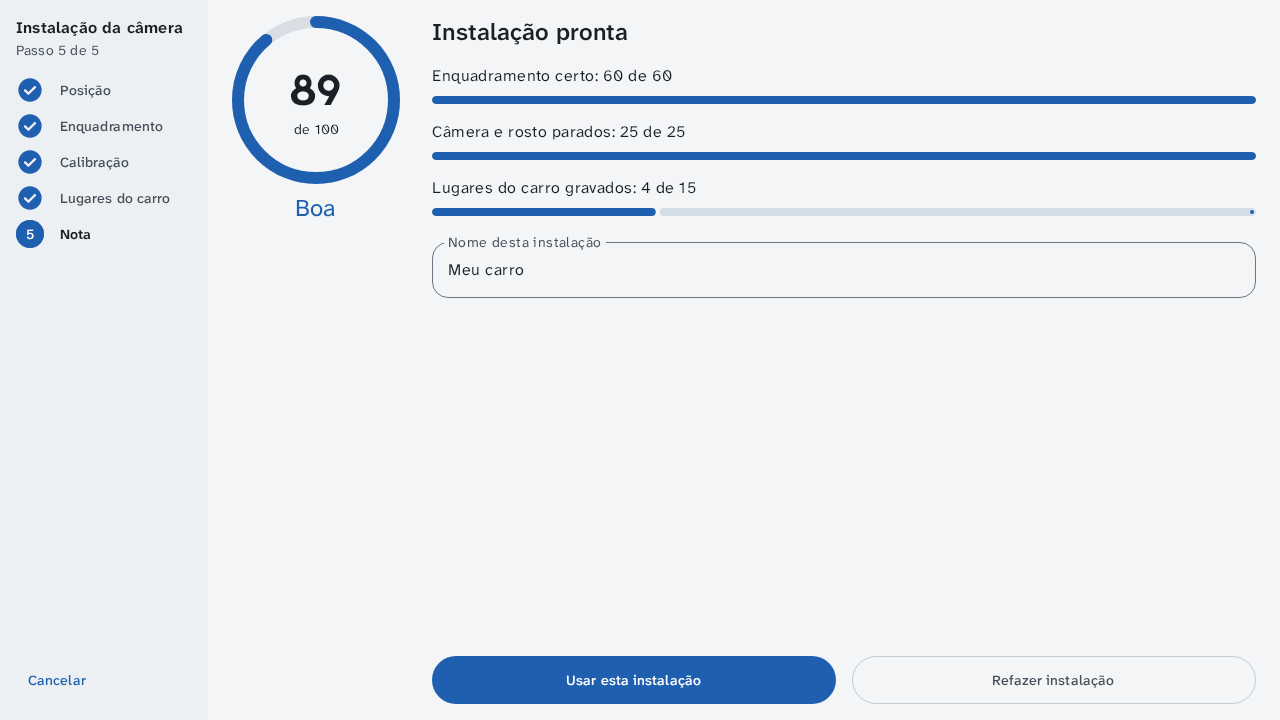 Instalação da câmera
Passo 5 de 5
Posição
Enquadramento
Calibração
Lugares do carro
5 Nota
Cancelar
89
de 100
Boa
Instalação pronta
Enquadramento certo: 60 de 60
Câmera e rosto parados: 25 de 25
Lugares do carro gravados: 4 de 15
Nome desta instalação
Meu carro
Usar esta instalação
Refazer instalação